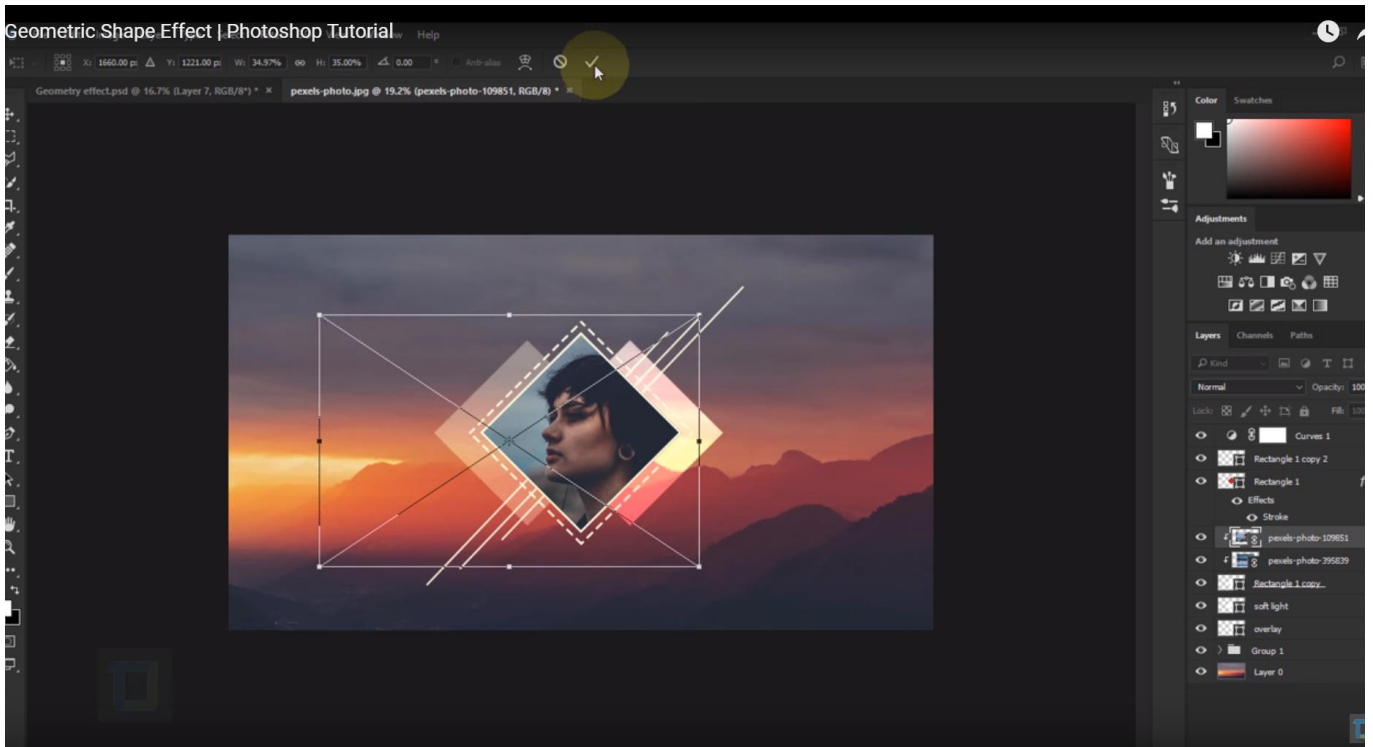 Geometric Shape Effect | Photoshop Tutorial
Help
X: 1660.00 p: Y: 1221.00 p: W: 34.97% H: 35.00% 0.00 ° Anti-alias
Geometry effect.psd @ 16.7% (Layer 7, RGB/8*) * × pexels-photo.jpg @ 19.2% (pexels-photo-109851, RGB/8) * ×
Color Swatches
Adjustments
Add an adjustment
Layers Channels Paths
Kind T
Normal Opacity: 100
Lock: Fill: 100
Curves 1
Rectangle 1 copy 2
Rectangle 1 f
Effects
Stroke
pexels-photo-109851
pexels-photo-395839
Rectangle 1 copy
soft light
overlay
Group 1
Layer 0